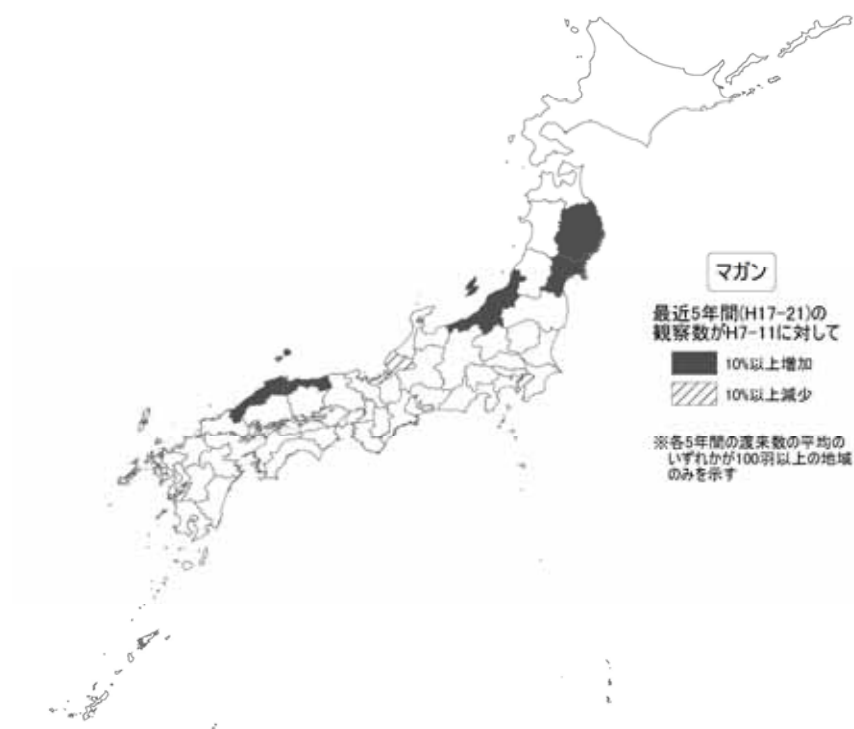 マガン
最近5年間(H17-21)の
観察数がH7-11に対して
10%以上増加
10%以上減少
※各5年間の渡来数の平均の
いずれかが100羽以上の地域
のみを示す